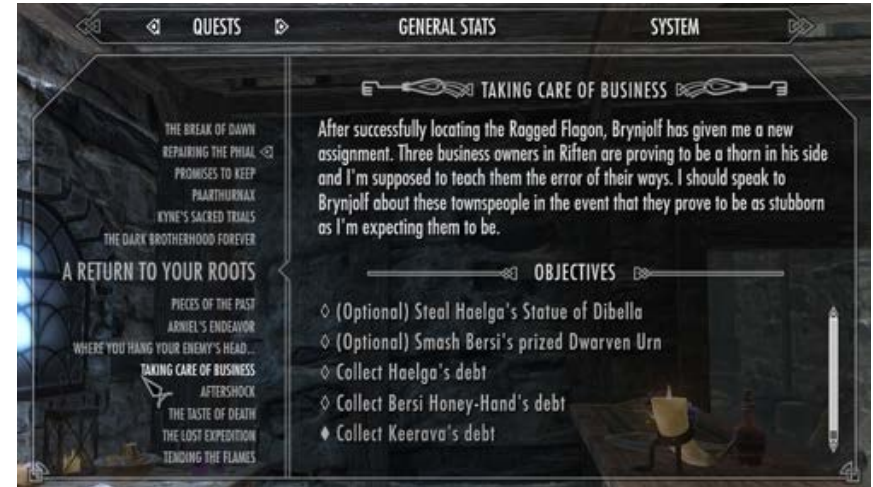 QUESTS
GENERAL STATS
SYSTEM
THE BREAK OF DAWN
REPAIRING THE PHIAL
PROMISES TO KEEP
PAARTHURNAX
KYNE'S SACRED TRIALS
THE DARK BROTHERHOOD FOREVER
A RETURN TO YOUR ROOTS
PIECES OF THE PAST
ARNIEL'S ENDEAVOR
WHERE YOU HANG YOUR ENEMY'S HEAD...
TAKING CARE OF BUSINESS
AFTERSHOCK
THE TASTE OF DEATH
THE LOST EXPEDITION
TENDING THE FLAMES
TAKING CARE OF BUSINESS
After successfully locating the Ragged Flagon, Brynjolf has given me a new
assignment. Three business owners in Riften are proving to be a thorn in his side
and I'm supposed to teach them the error of their ways. I should speak to
Brynjolf about these townspeople in the event that they prove to be as stubborn
as I'm expecting them to be.
OBJECTIVES
(Optional) Steal Haelga's Statue of Dibella
(Optional) Smash Bersi's prized Dwarven Urn
Collect Haelga's debt
Collect Bersi Honey-Hand's debt
Collect Keerava's debt